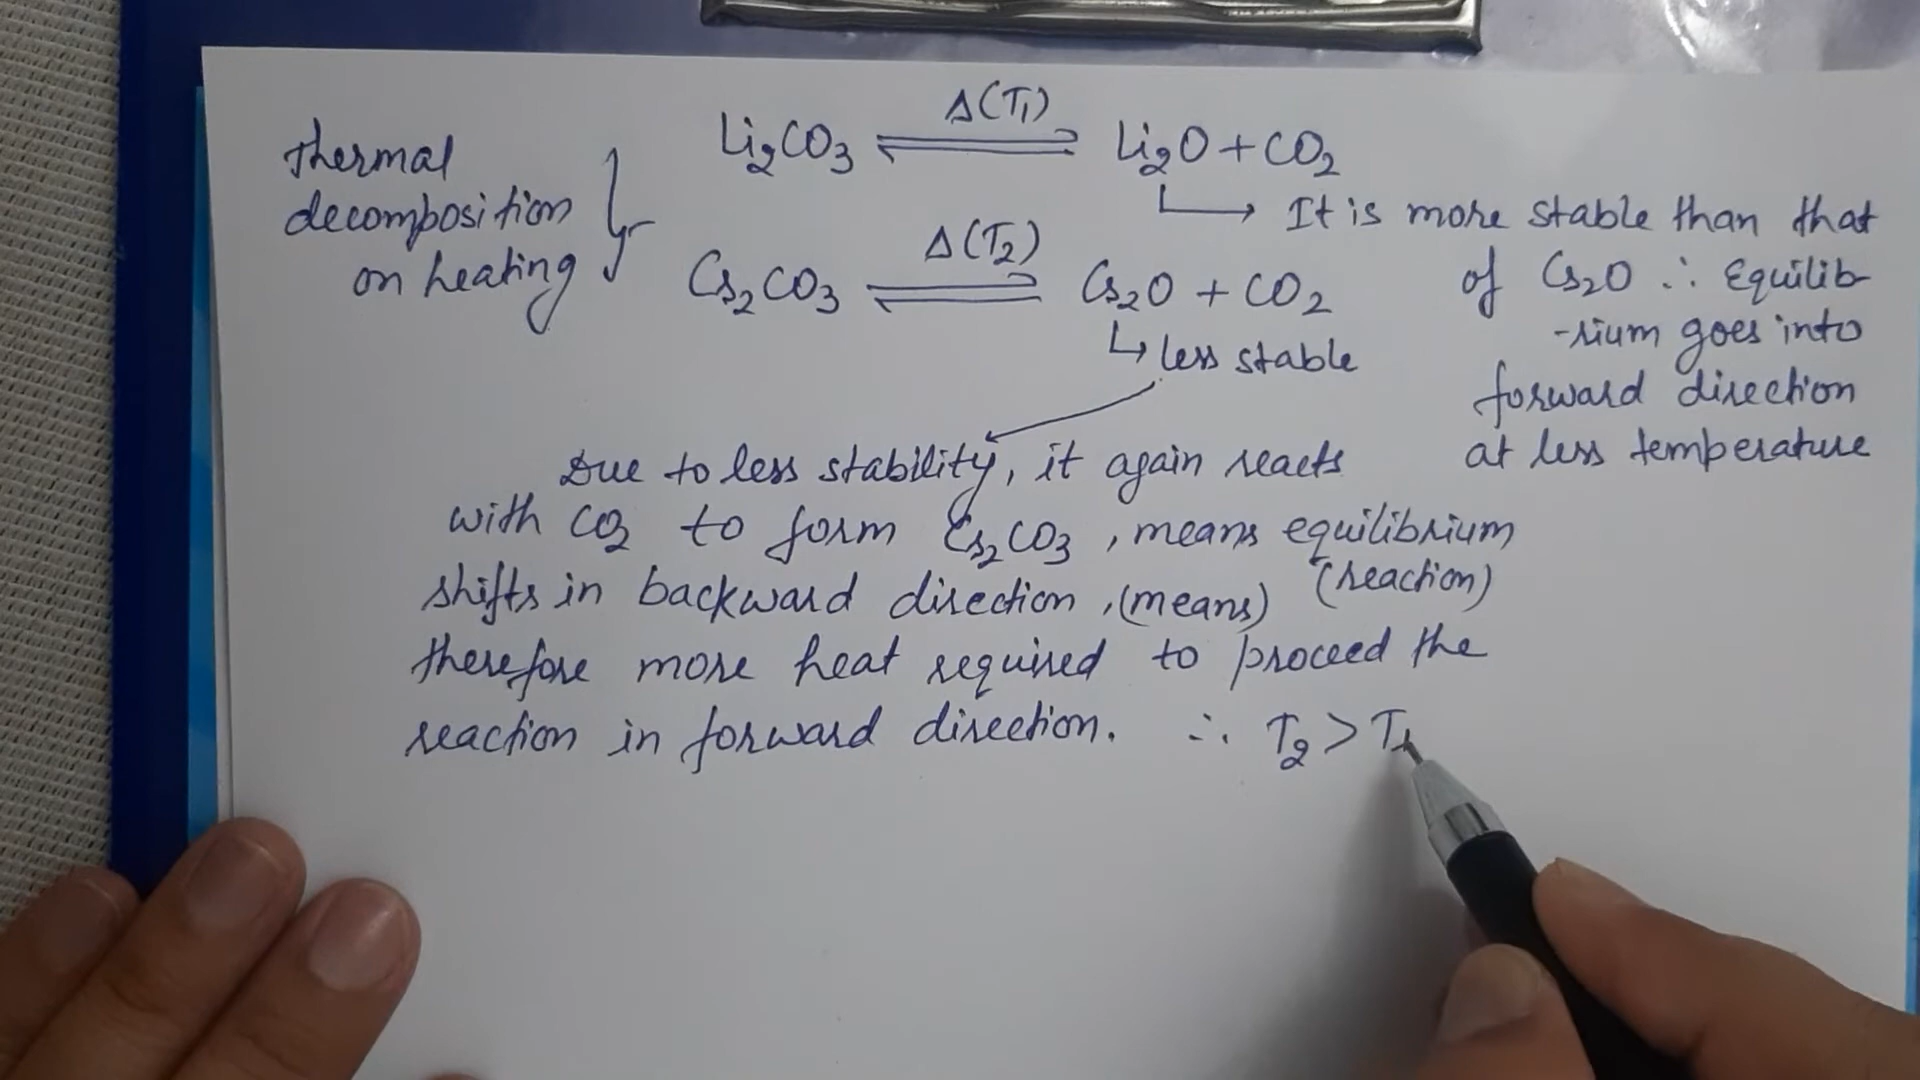 Δ(T₁)
Li₂CO₃ ⇌ Li₂O + CO₂
thermal
decomposition
on heating
↳ It is more stable than that
of Cs₂O ∴ Equilib
-rium goes into
forward direction
at less temperature
Δ(T₂)
Cs₂CO₃ ⇌ Cs₂O + CO₂
↳ less stable
Due to less stability, it again reacts
with CO₂ to form Cs₂CO₃, means equilibrium
(reaction)
shifts in backward direction, (means)
therefore more heat required to proceed the
reaction in forward direction. ∴ T₂ > T₁